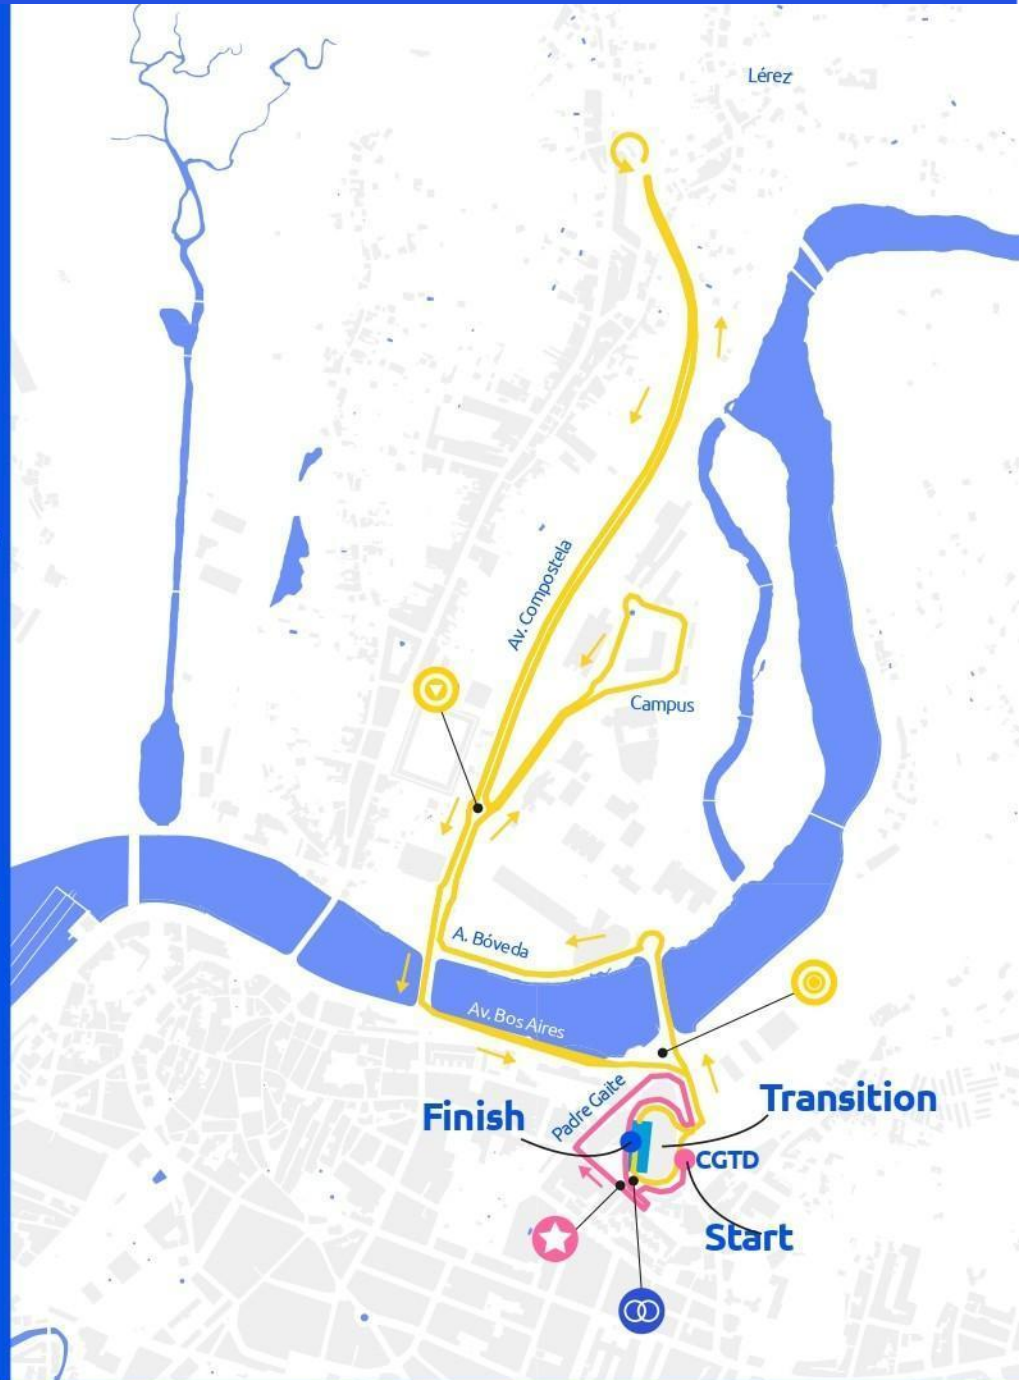 Lérez
Av. Compostela
Campus
A. Bóveda
Av. Bos Aires
Padre Gaite
Finish
Transition
CGTD
Start